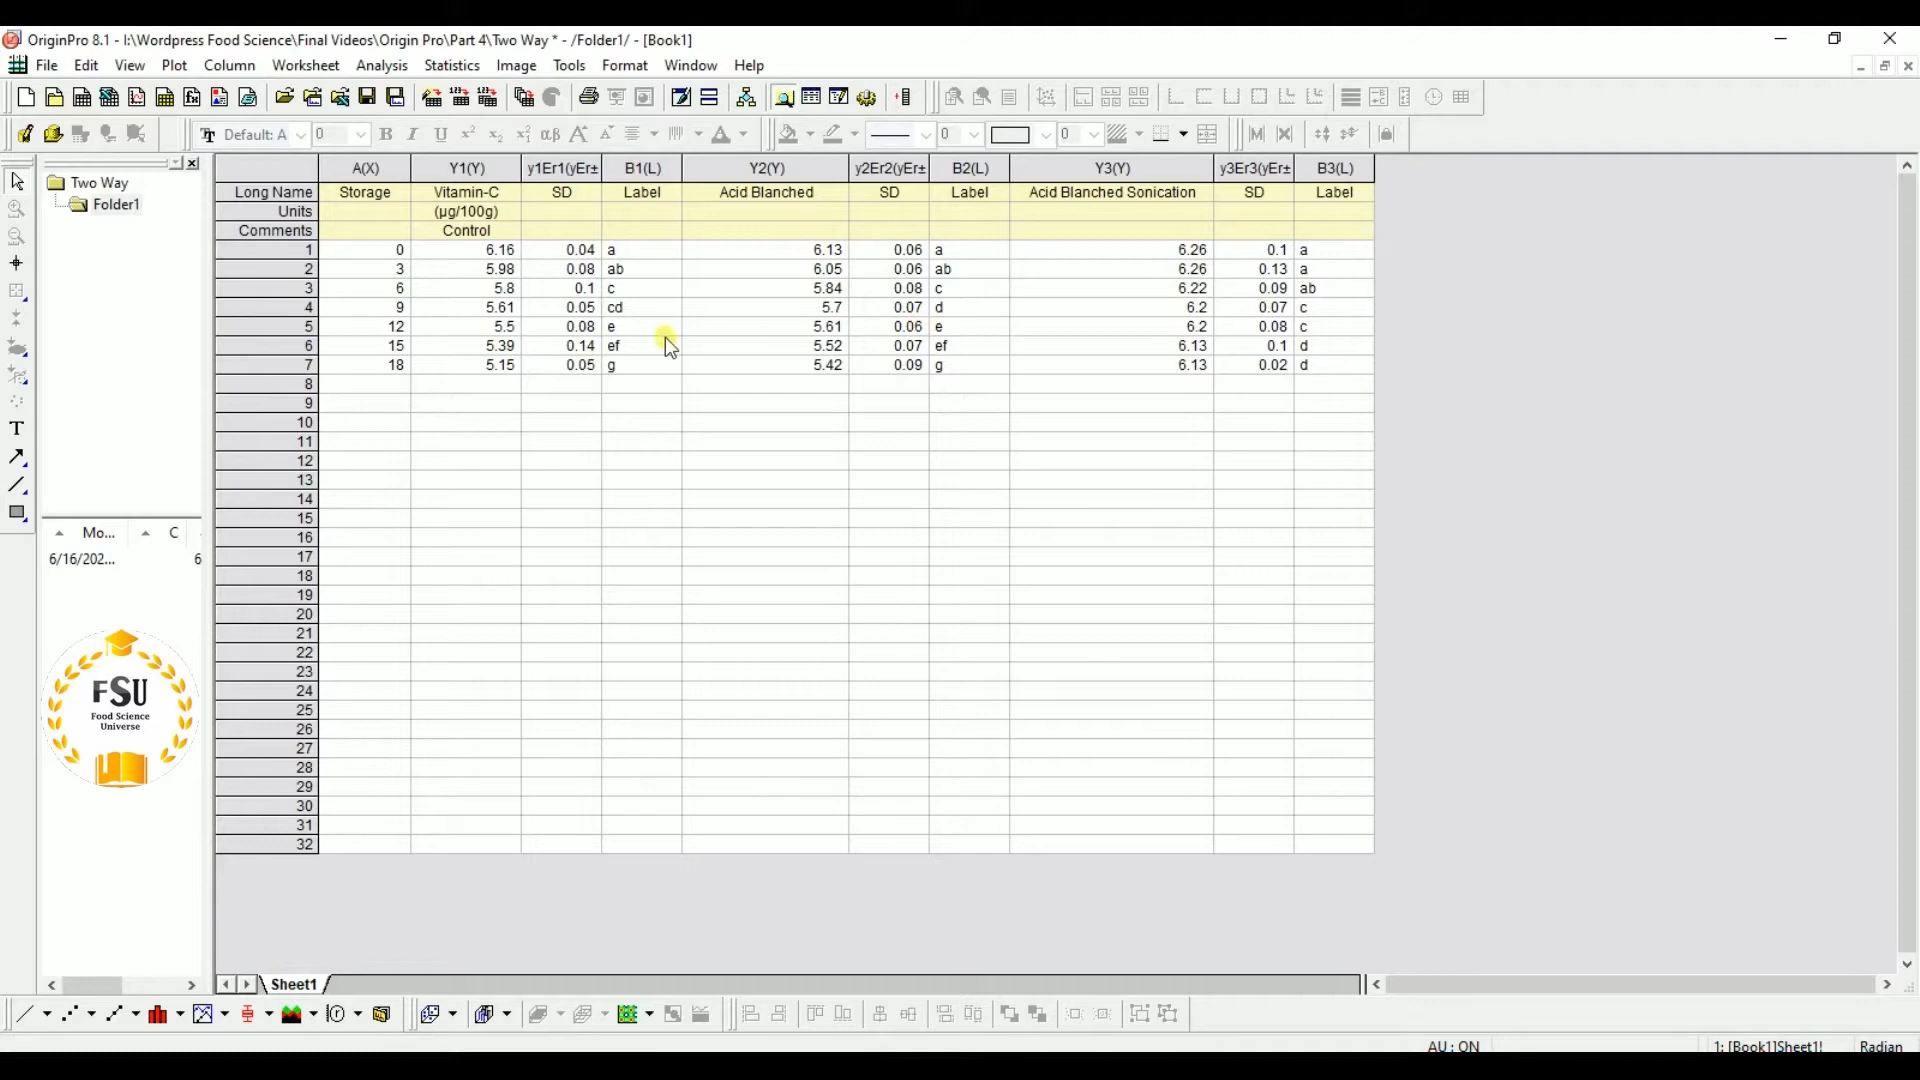 OriginPro 8.1 - I:\Wordpress Food Science\Final Videos\Origin Pro\Part 4\Two Way * - /Folder1/ - [Book1]
File Edit View Plot Column Worksheet Analysis Statistics Image Tools Format Window Help
Default: A 0 B I U αβ A A A 0 0
Two Way
Folder1
A(X) Y1(Y) y1Er1(yEr± B1(L) Y2(Y) y2Er2(yEr± B2(L) Y3(Y) y3Er3(yEr± B3(L)
Long Name Storage Vitamin-C SD Label Acid Blanched SD Label Acid Blanched Sonication SD Label
Units (µg/100g)
Comments Control
1 0 6.16 0.04 a 6.13 0.06 a 6.26 0.1 a
2 3 5.98 0.08 ab 6.05 0.06 ab 6.26 0.13 a
3 6 5.8 0.1 c 5.84 0.08 c 6.22 0.09 ab
4 9 5.61 0.05 cd 5.7 0.07 d 6.2 0.07 c
5 12 5.5 0.08 e 5.61 0.06 e 6.2 0.08 c
6 15 5.39 0.14 ef 5.52 0.07 ef 6.13 0.1 d
7 18 5.15 0.05 g 5.42 0.09 g 6.13 0.02 d
8
9
10
11
12
13
14
15
16
17
18
19
20
21
22
23
24
25
26
27
28
29
30
31
32
Mo... C
6/16/202... 6
FSU
Food Science
Universe
Sheet1
AU : ON 1: [Book1]Sheet1! Radian